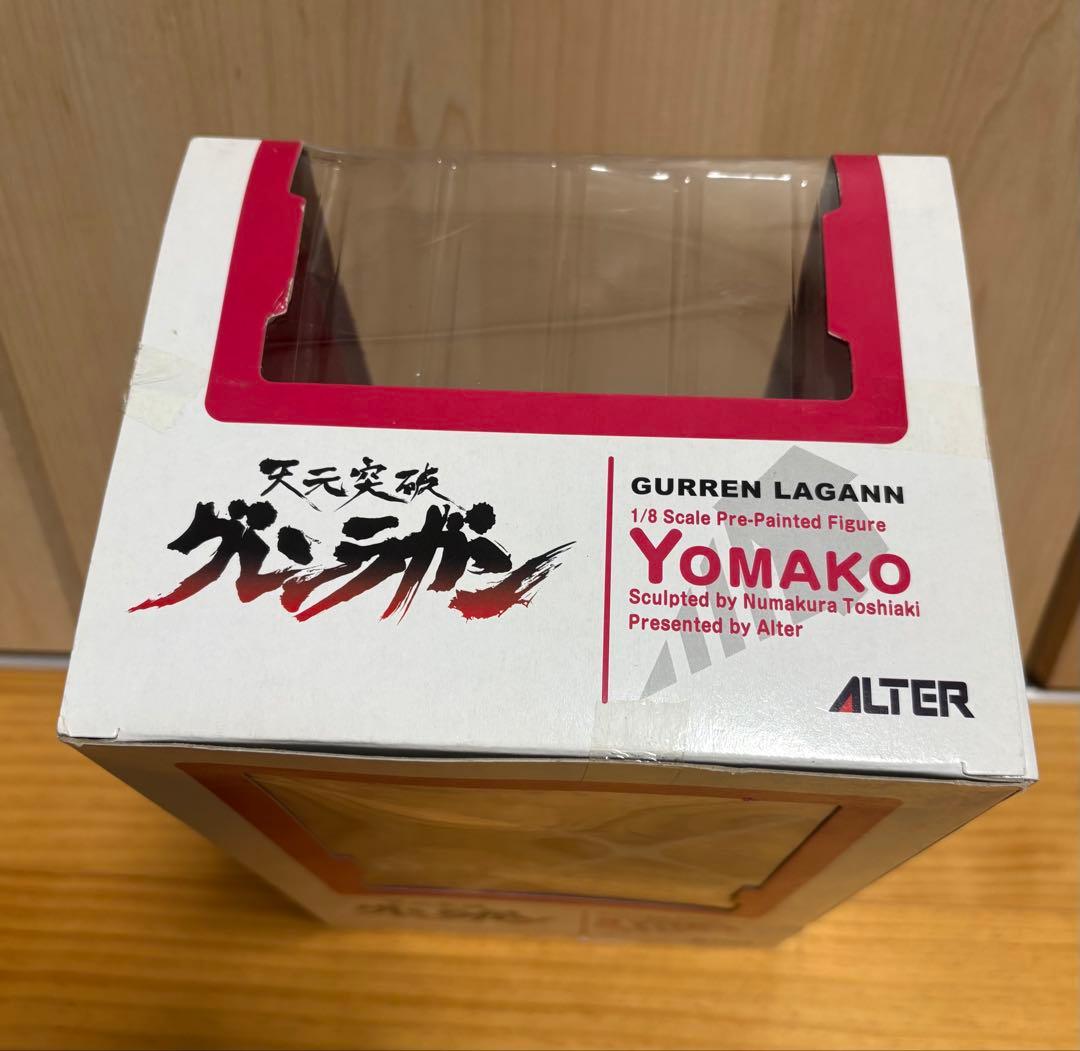 天元突破
グレンラガン
GURREN LAGANN
1/8 Scale Pre-Painted Figure
YOMAKO
Sculpted by Numakura Toshiaki
Presented by Alter
ALTER